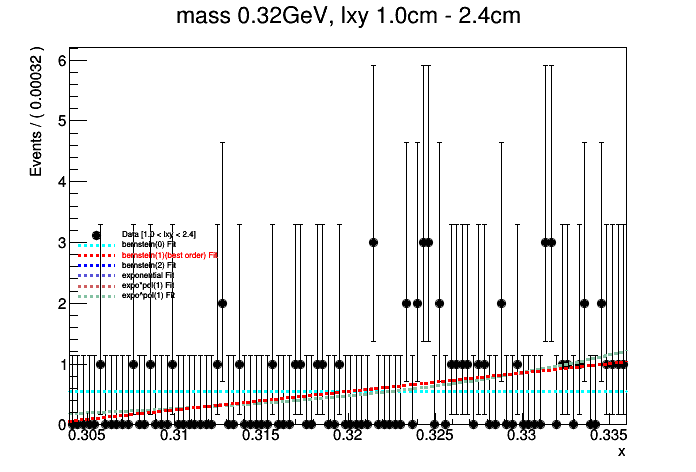 mass 0.32GeV, lxy 1.0cm - 2.4cm
Events / ( 0.00032 )
6
5
4
3
2
1
0
Data [1.0 < lxy < 2.4]
bernstein(0) Fit
bernstein(1)(best order) Fit
bernstein(2) Fit
exponential Fit
expo*pol(1) Fit
expo*pol(1) Fit
0.305 0.31 0.315 0.32 0.325 0.33 0.335
x